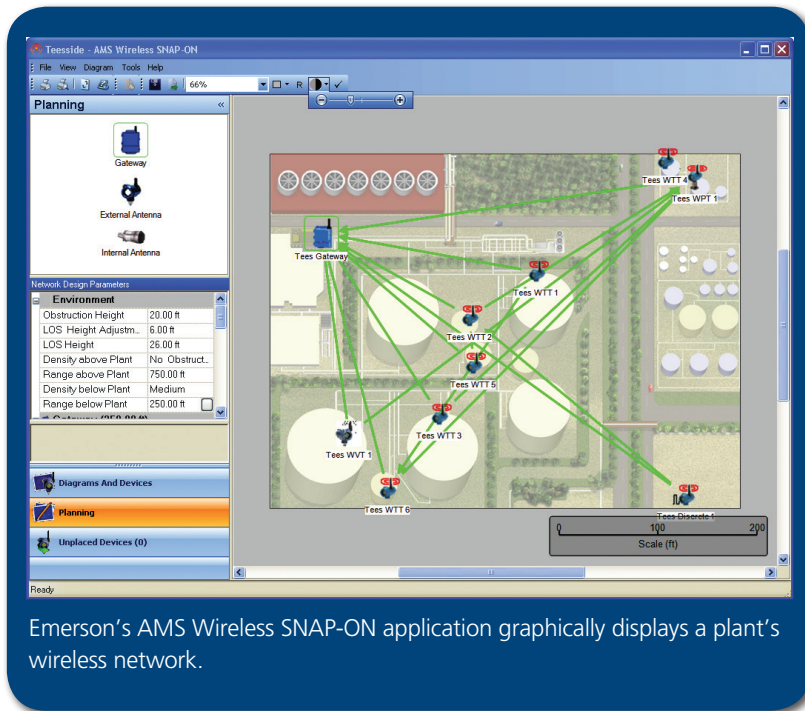 Teesside - AMS Wireless SNAP-ON
File View Diagram Tools Help
66%
R
Planning
Gateway
External Antenna
Internal Antenna
Network Design Parameters
Environment
Obstruction Height 20.00 ft
LOS Height Adjustm.. 6.00 ft
LOS Height 26.00 ft
Density above Plant No Obstruct..
Range above Plant 750.00 ft
Density below Plant Medium
Range below Plant 250.00 ft
Diagrams And Devices
Planning
Unplaced Devices (0)
Ready
Tees WTT 4
Tees WPT 1
Tees Gateway
Tees WTT 1
Tees WTT 2
Tees WTT 5
Tees WTT 3
Tees WVT 1
Tees WTT 6
Tees Discrete 1
0 100 200
Scale (ft)
Emerson's AMS Wireless SNAP-ON application graphically displays a plant's
wireless network.